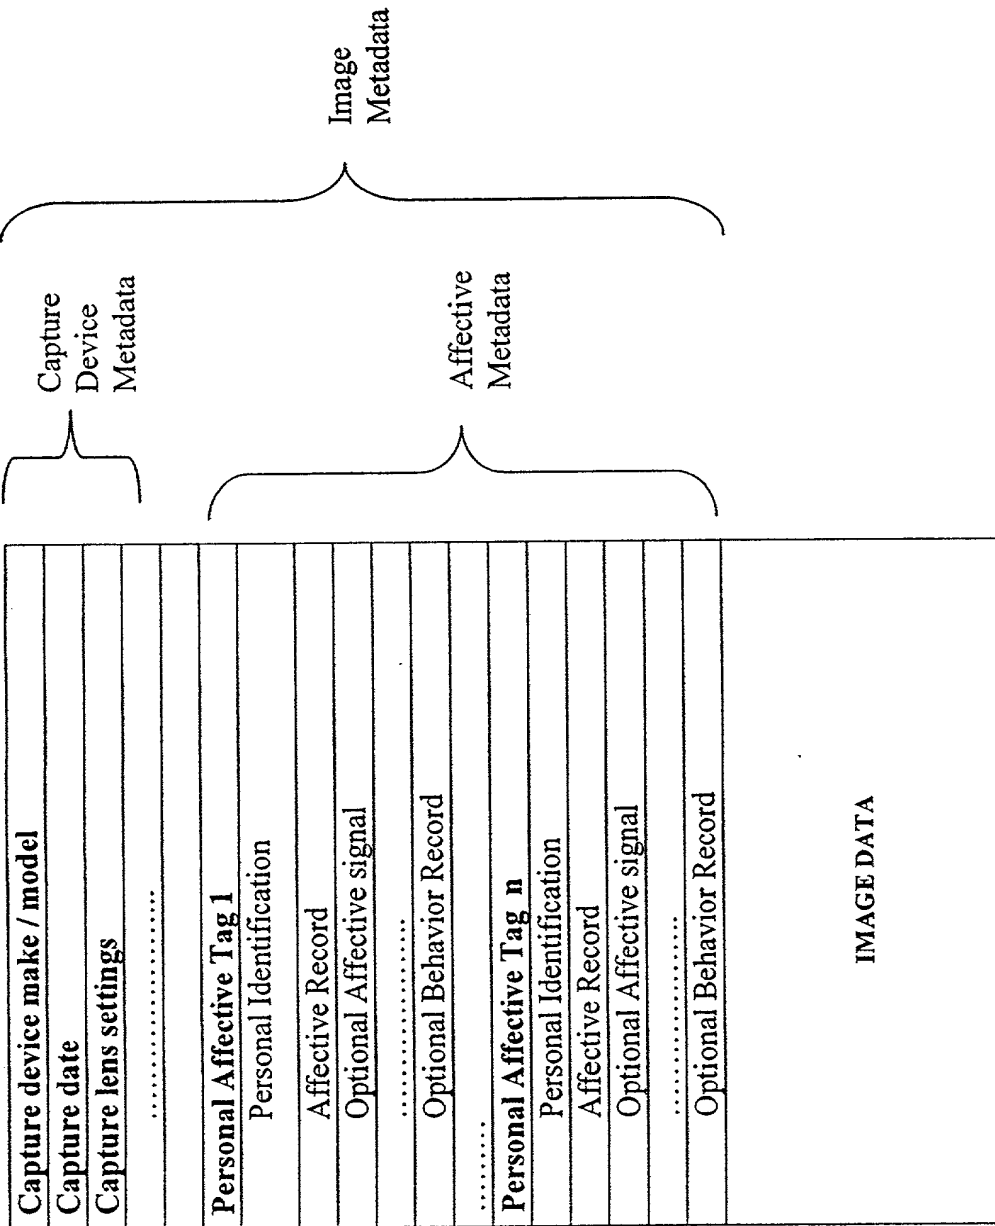 Capture device make / model
Capture date
Capture lens settings
......................
Personal Affective Tag 1
Personal Identification
Affective Record
Optional Affective signal
......................
Optional Behavior Record
.........
Personal Affective Tag n
Personal Identification
Affective Record
Optional Affective signal
......................
Optional Behavior Record
IMAGE DATA
Capture
Device
Metadata
Affective
Metadata
Image
Metadata